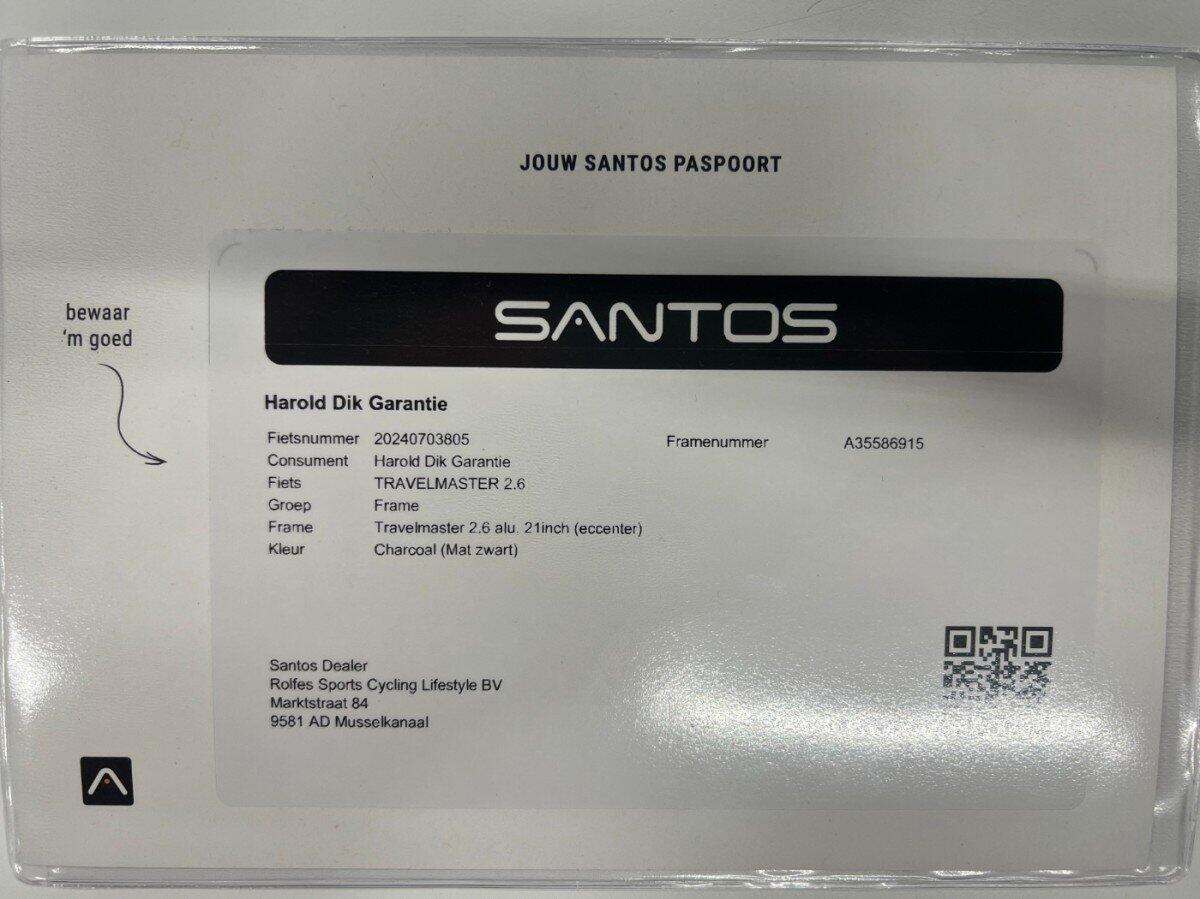 JOUW SANTOS PASPOORT
bewaar
'm goed
SANTOS
Harold Dik Garantie
Fietsnummer 20240703805 Framenummer A35586915
Consument Harold Dik Garantie
Fiets TRAVELMASTER 2.6
Groep Frame
Frame Travelmaster 2.6 alu. 21inch (eccenter)
Kleur Charcoal (Mat zwart)
Santos Dealer
Rolfes Sports Cycling Lifestyle BV
Marktstraat 84
9581 AD Musselkanaal